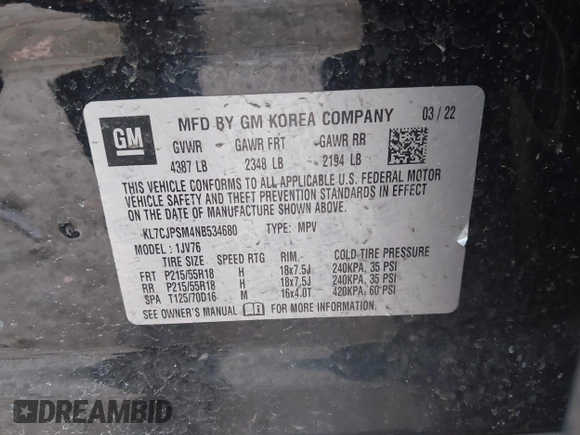 GM
MFD BY GM KOREA COMPANY 03 / 22
GVWR GAWR FRT GAWR RR
4387 LB 2348 LB 2194 LB
THIS VEHICLE CONFORMS TO ALL APPLICABLE U.S. FEDERAL MOTOR
VEHICLE SAFETY AND THEFT PREVENTION STANDARDS IN EFFECT
ON THE DATE OF MANUFACTURE SHOWN ABOVE.
KL7CJPSM4NB534680 TYPE: MPV
MODEL : 1JV76
TIRE SIZE SPEED RTG RIM COLD TIRE PRESSURE
FRT P215/55R18 H 18x7.5J 240KPA, 35 PSI
RR P215/55R18 H 18x7.5J 240KPA, 35 PSI
SPA T125/70D16 M 16x4.0T 420KPA, 60 PSI
SEE OWNER'S MANUAL FOR MORE INFORMATION.
DREAMBID